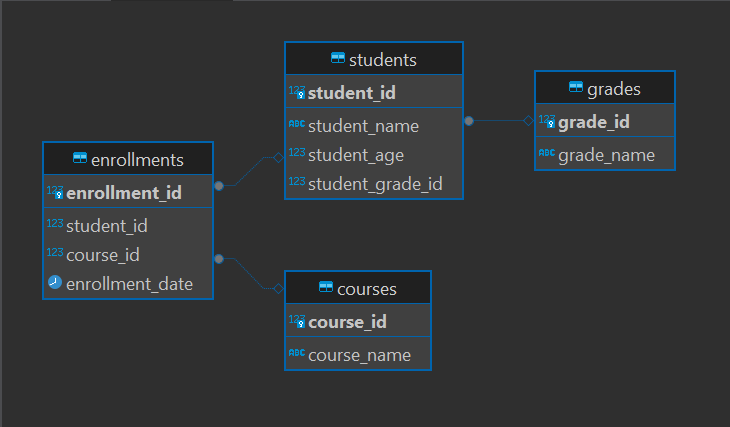 students
123 student_id
ABC student_name
123 student_age
123 student_grade_id
grades
123 grade_id
ABC grade_name
enrollments
123 enrollment_id
123 student_id
123 course_id
enrollment_date
courses
123 course_id
ABC course_name